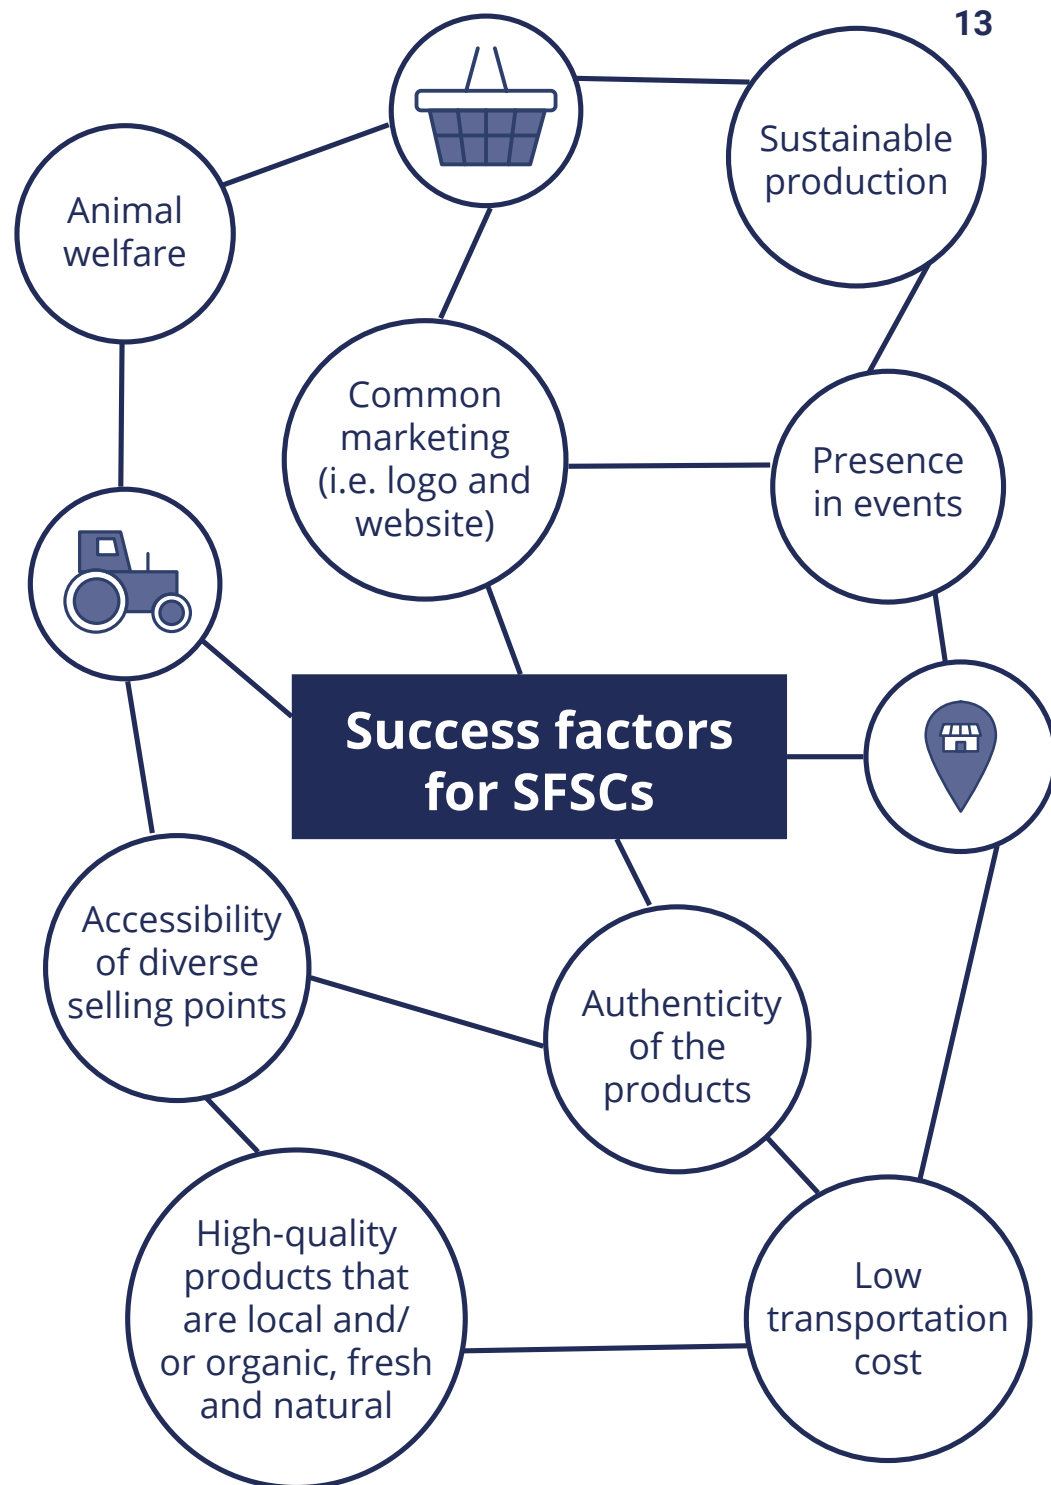 13
Sustainable
production
Animal
welfare
Common
marketing
(i.e. logo and
website)
Presence
in events
Success factors
for SFSCs
Accessibility
of diverse
selling points
Authenticity
of the
products
High-quality
products that
are local and/
or organic, fresh
and natural
Low
transportation
cost